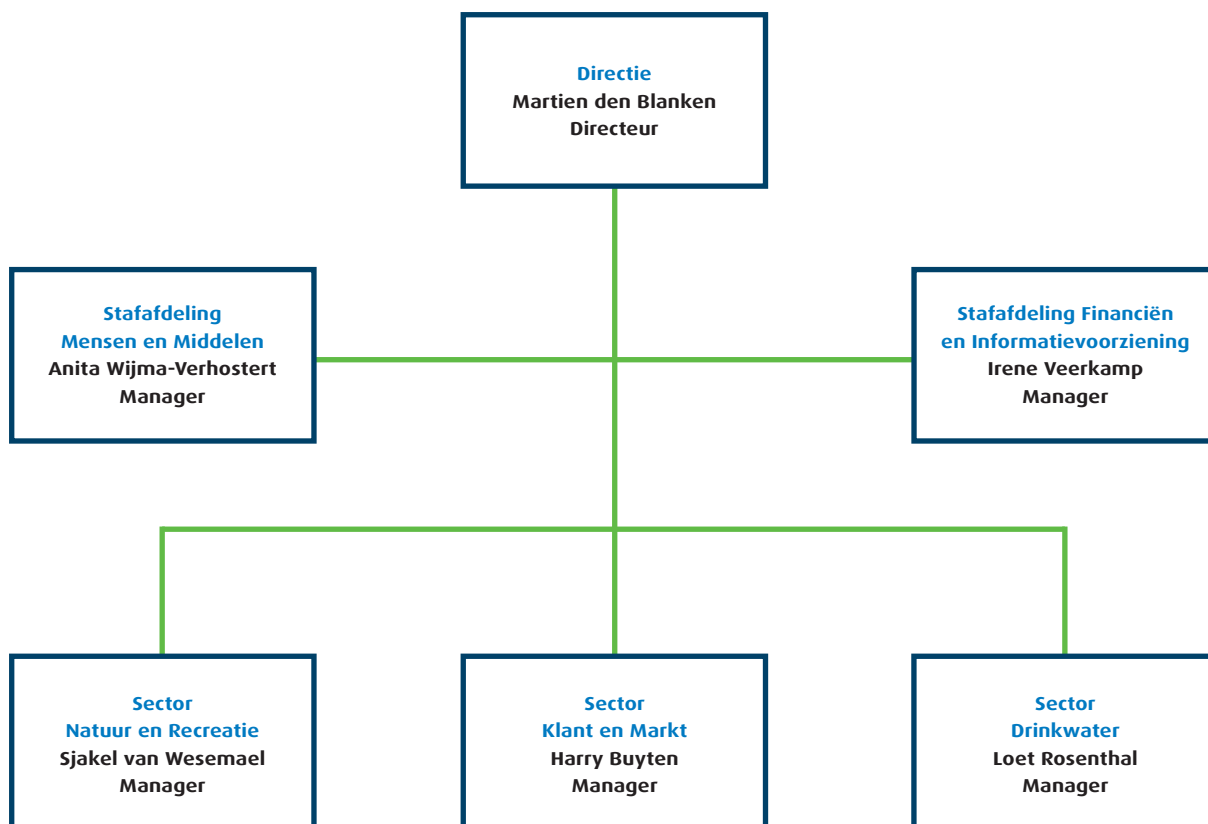 Directie
Martien den Blanken
Directeur
Stafafdeling
Mensen en Middelen
Anita Wijma-Verhostert
Manager
Stafafdeling Financiën
en Informatievoorziening
Irene Veerkamp
Manager
Sector
Natuur en Recreatie
Sjakel van Wesemael
Manager
Sector
Klant en Markt
Harry Buyten
Manager
Sector
Drinkwater
Loet Rosenthal
Manager